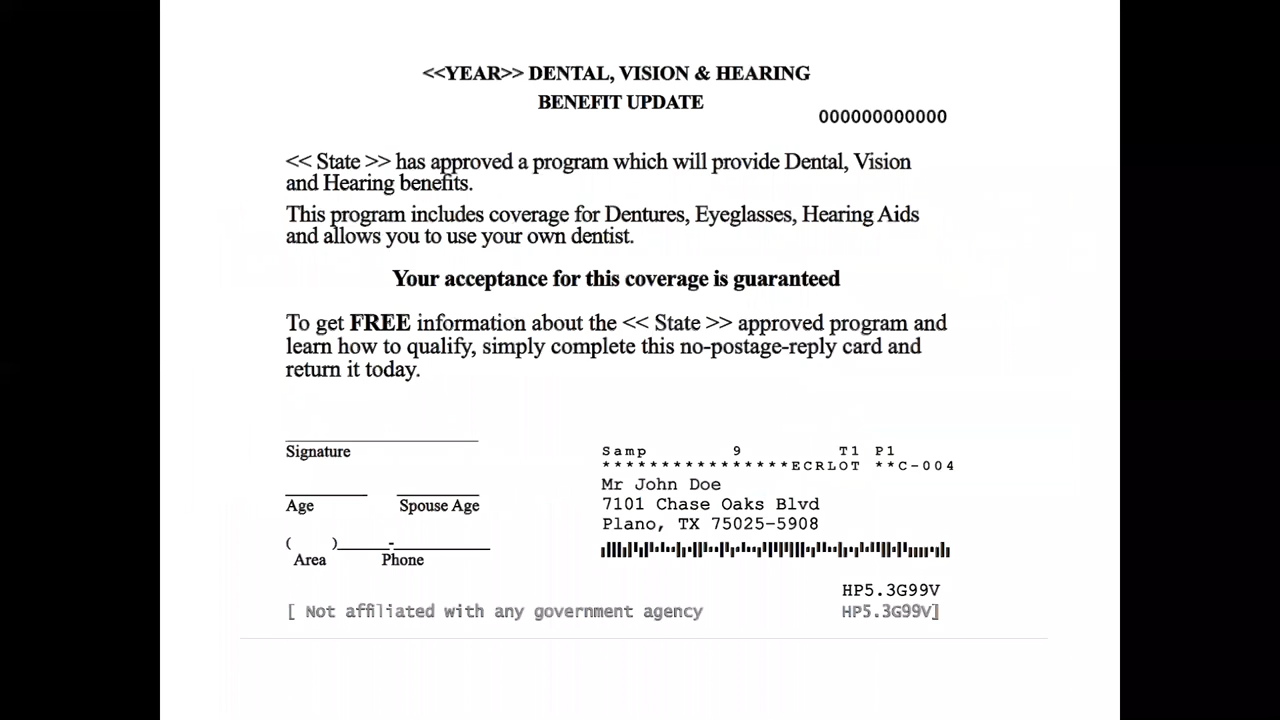 <<YEAR>> DENTAL, VISION & HEARING
BENEFIT UPDATE
000000000000
<< State >> has approved a program which will provide Dental, Vision
and Hearing benefits.
This program includes coverage for Dentures, Eyeglasses, Hearing Aids
and allows you to use your own dentist.
Your acceptance for this coverage is guaranteed
To get FREE information about the << State >> approved program and
learn how to qualify, simply complete this no-postage-reply card and
return it today.
Signature
Age Spouse Age
( )______-__________
Area Phone
Samp 9 T1 P1
****************ECRLOT **C-004
Mr John Doe
7101 Chase Oaks Blvd
Plano, TX 75025-5908
HP5.3G99V
[ Not affiliated with any government agency HP5.3G99V]